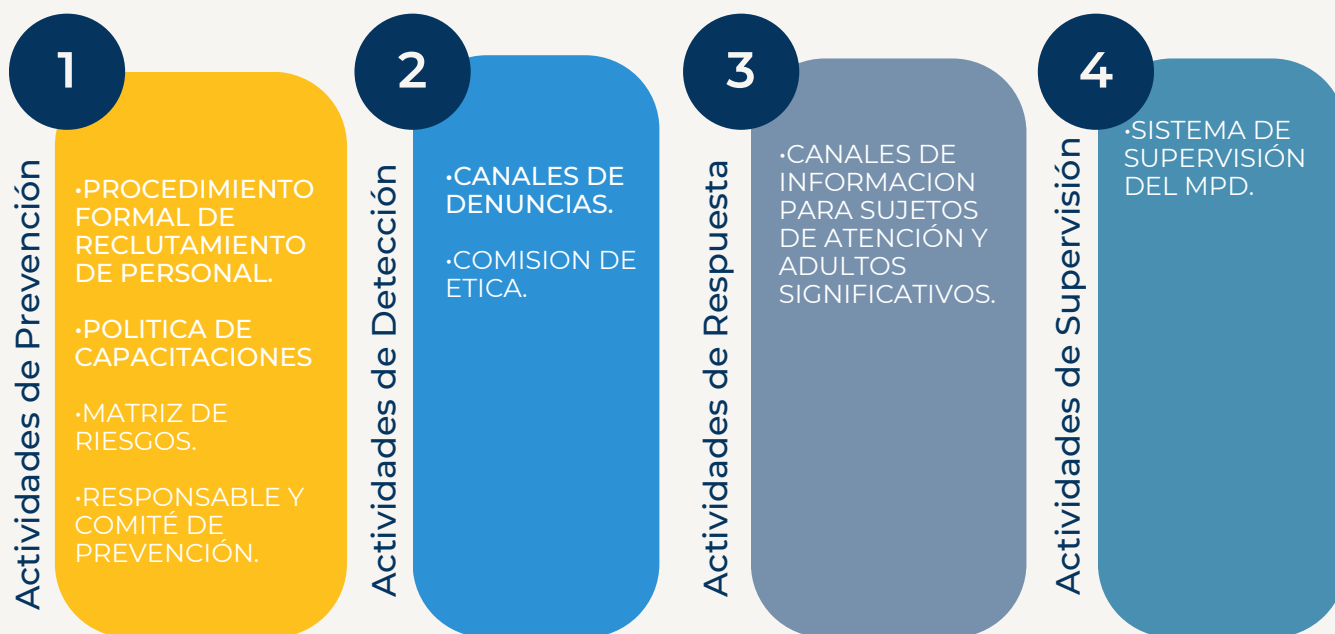 1
Actividades de Prevención
•PROCEDIMIENTO
FORMAL DE
RECLUTAMIENTO
DE PERSONAL.
•POLITICA DE
CAPACITACIONES
•MATRIZ DE
RIESGOS.
•RESPONSABLE Y
COMITÉ DE
PREVENCIÓN.
2
Actividades de Detección
•CANALES DE
DENUNCIAS.
•COMISION DE
ETICA.
3
Actividades de Respuesta
•CANALES DE
INFORMACION
PARA SUJETOS
DE ATENCIÓN Y
ADULTOS
SIGNIFICATIVOS.
4
Actividades de Supervisión
•SISTEMA DE
SUPERVISIÓN
DEL MPD.